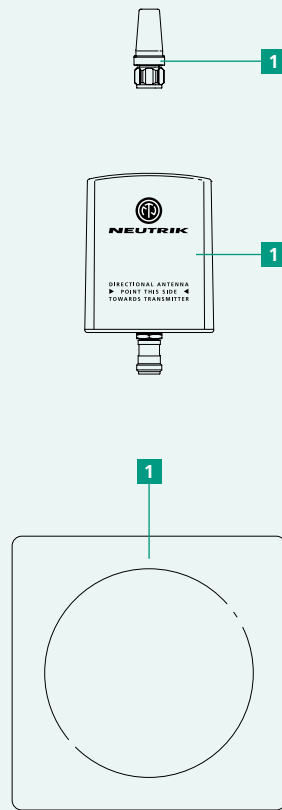 1
NEUTRIK
1
DIRECTIONAL ANTENNA
▶ POINT THIS SIDE ◀
TOWARDS TRANSMITTER
1